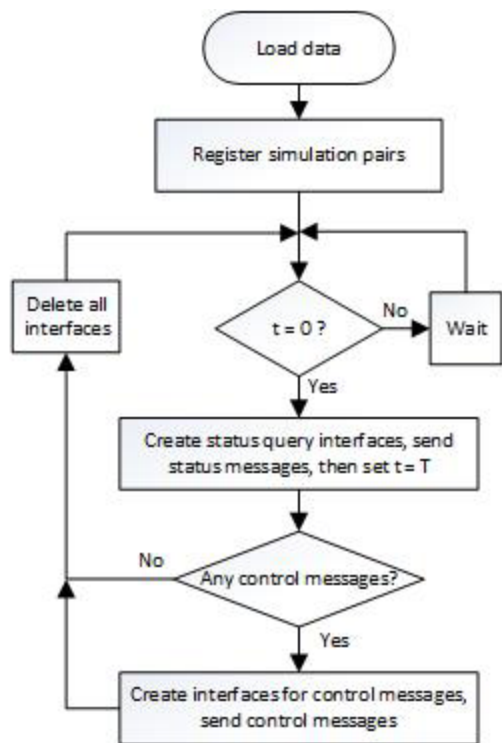 Load data
Register simulation pairs
Delete all
interfaces
t = 0 ?
No
Wait
Yes
Create status query interfaces, send
status messages, then set t = T
No
Any control messages?
Yes
Create interfaces for control messages,
send control messages